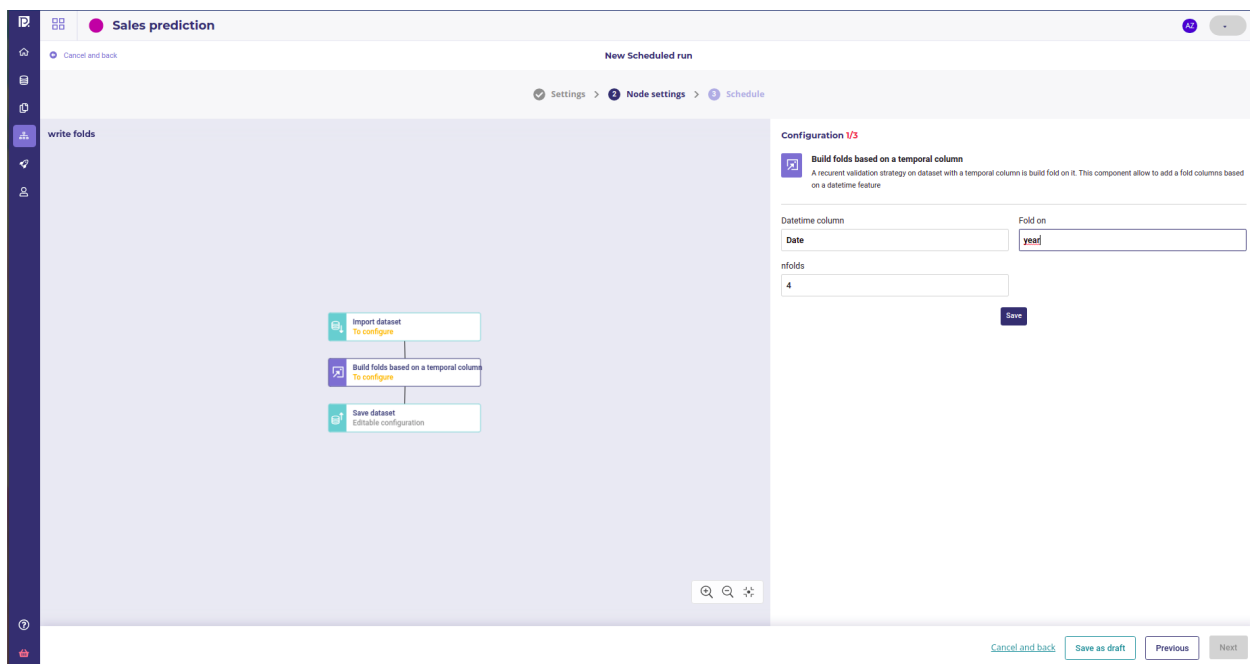 Sales prediction
AZ
Cancel and back
New Scheduled run
Settings > 2 Node settings > 3 Schedule
write folds
Configuration 1/3
Build folds based on a temporal column
A recurent validation strategy on dataset with a temporal column is build fold on it. This component allow to add a fold columns based
on a datetime feature
Datetime column
Fold on
Date
year
nfolds
4
Save
Import dataset
To configure
Build folds based on a temporal column
To configure
Save dataset
Editable configuration
Cancel and back
Save as draft
Previous
Next